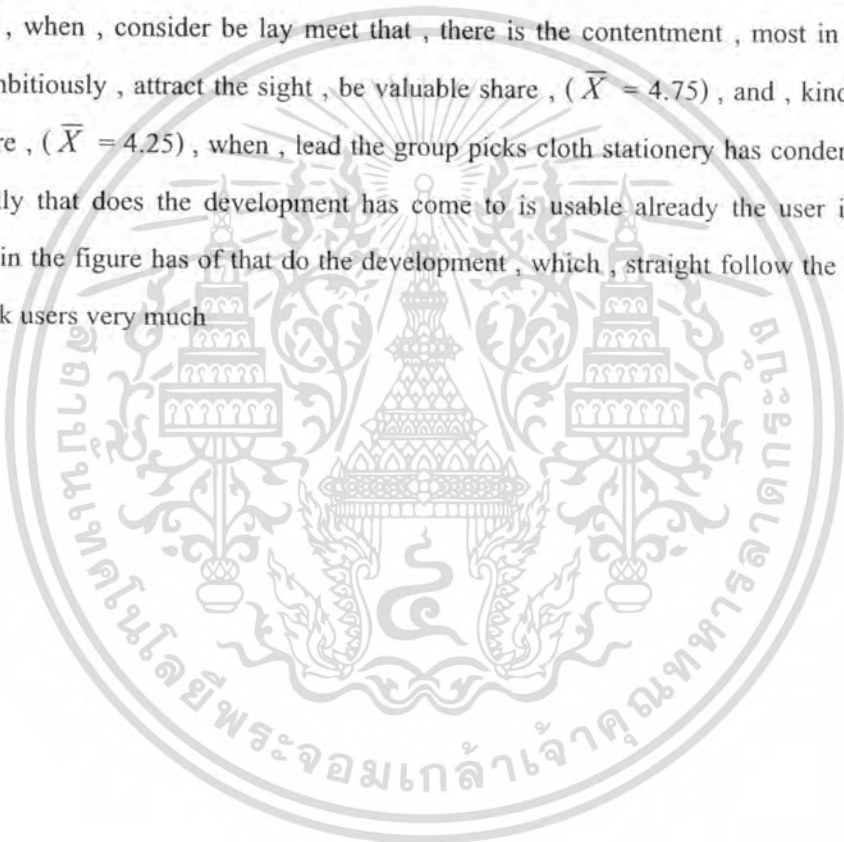 , when , consider be lay meet that , there is the contentment , most in
mbitiously , attract the sight , be valuable share , ( X̅ = 4.75) , and , kind
re , ( X̅ = 4.25) , when , lead the group picks cloth stationery has conden
lly that does the development has come to is usable already the user i
in the figure has of that do the development , which , straight follow the
k users very much
สถาบันเทคโนโลยีพระจอมเกล้าเจ้าคุณทหารลาดกระบัง